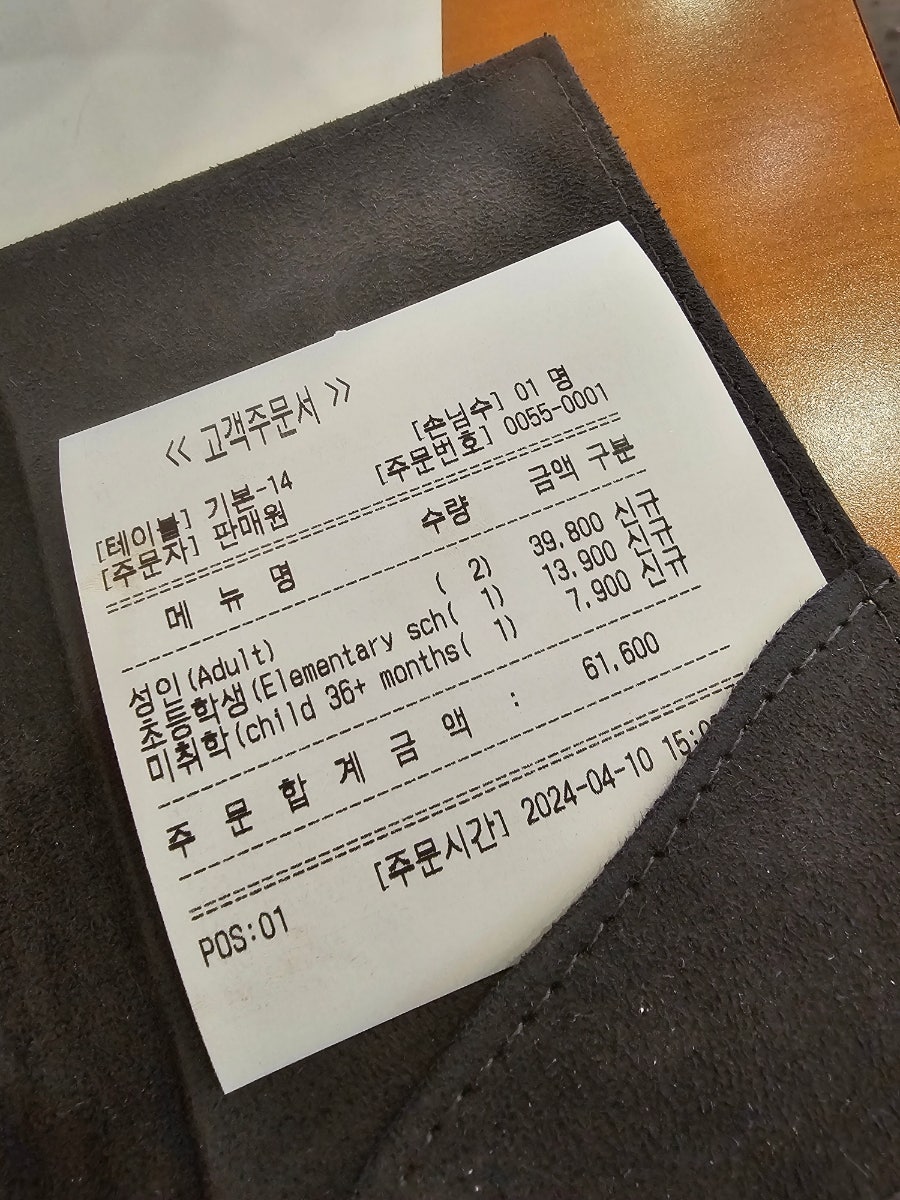 << 고객주문서 >>
[테이블] 기본-14 [손님수] 01 명
[주문자] 판매원 [주문번호] 0055-0001
메 뉴 명 수량 금액 구분
성인(Adult) ( 2) 39,800 신규
초등학생(Elementary sch( 1) 13,900 신규
미취학(child 36+ months( 1) 7,900 신규
주 문 합 계 금 액 : 61,600
[주문시간] 2024-04-10
POS:01